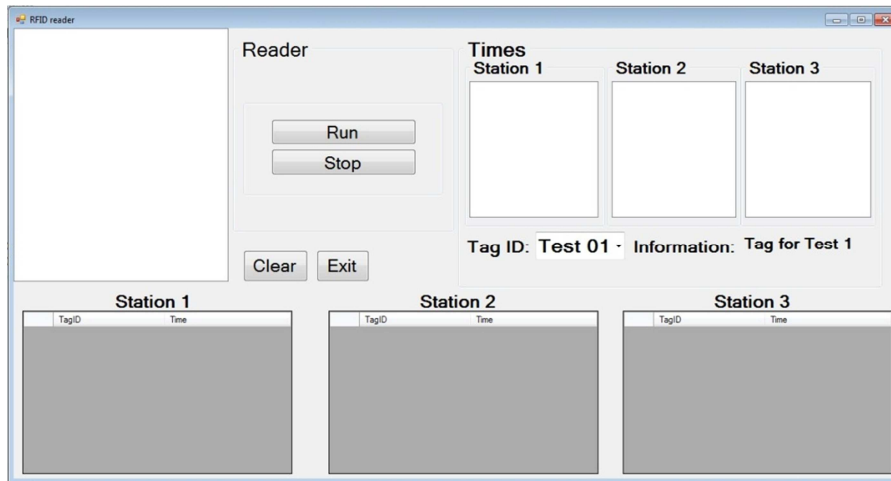 RFID reader
Reader
Run
Stop
Clear
Exit
Times
Station 1
Station 2
Station 3
Tag ID: Test 01 Information: Tag for Test 1
Station 1
TagID Time
Station 2
TagID Time
Station 3
TagID Time